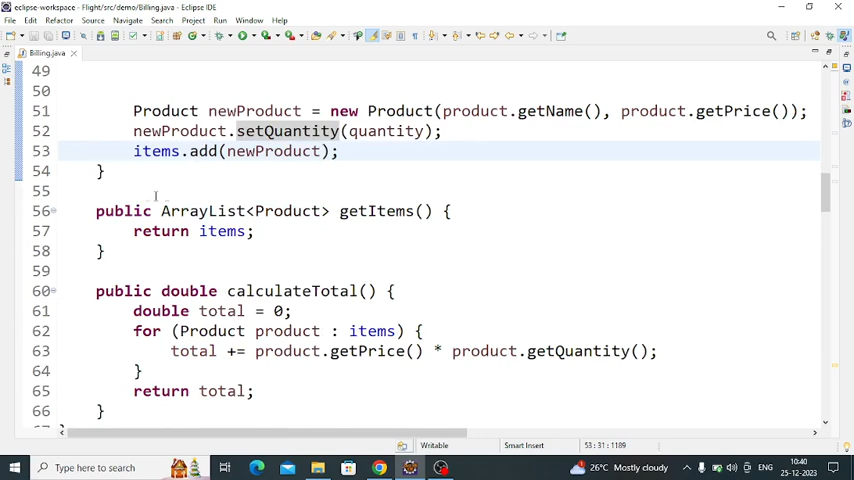 eclipse-workspace - Flight/src/demo/Billing.java - Eclipse IDE
File Edit Refactor Source Navigate Search Project Run Window Help
Billing.java
49
50
51 Product newProduct = new Product(product.getName(), product.getPrice());
52 newProduct.setQuantity(quantity);
53 items.add(newProduct);
54 }
55
56 public ArrayList<Product> getItems() {
57 return items;
58 }
59
60 public double calculateTotal() {
61 double total = 0;
62 for (Product product : items) {
63 total += product.getPrice() * product.getQuantity();
64 }
65 return total;
66 }
Writable Smart Insert 53 : 31 : 1189
Type here to search
26°C Mostly cloudy
ENG
10:40
25-12-2023